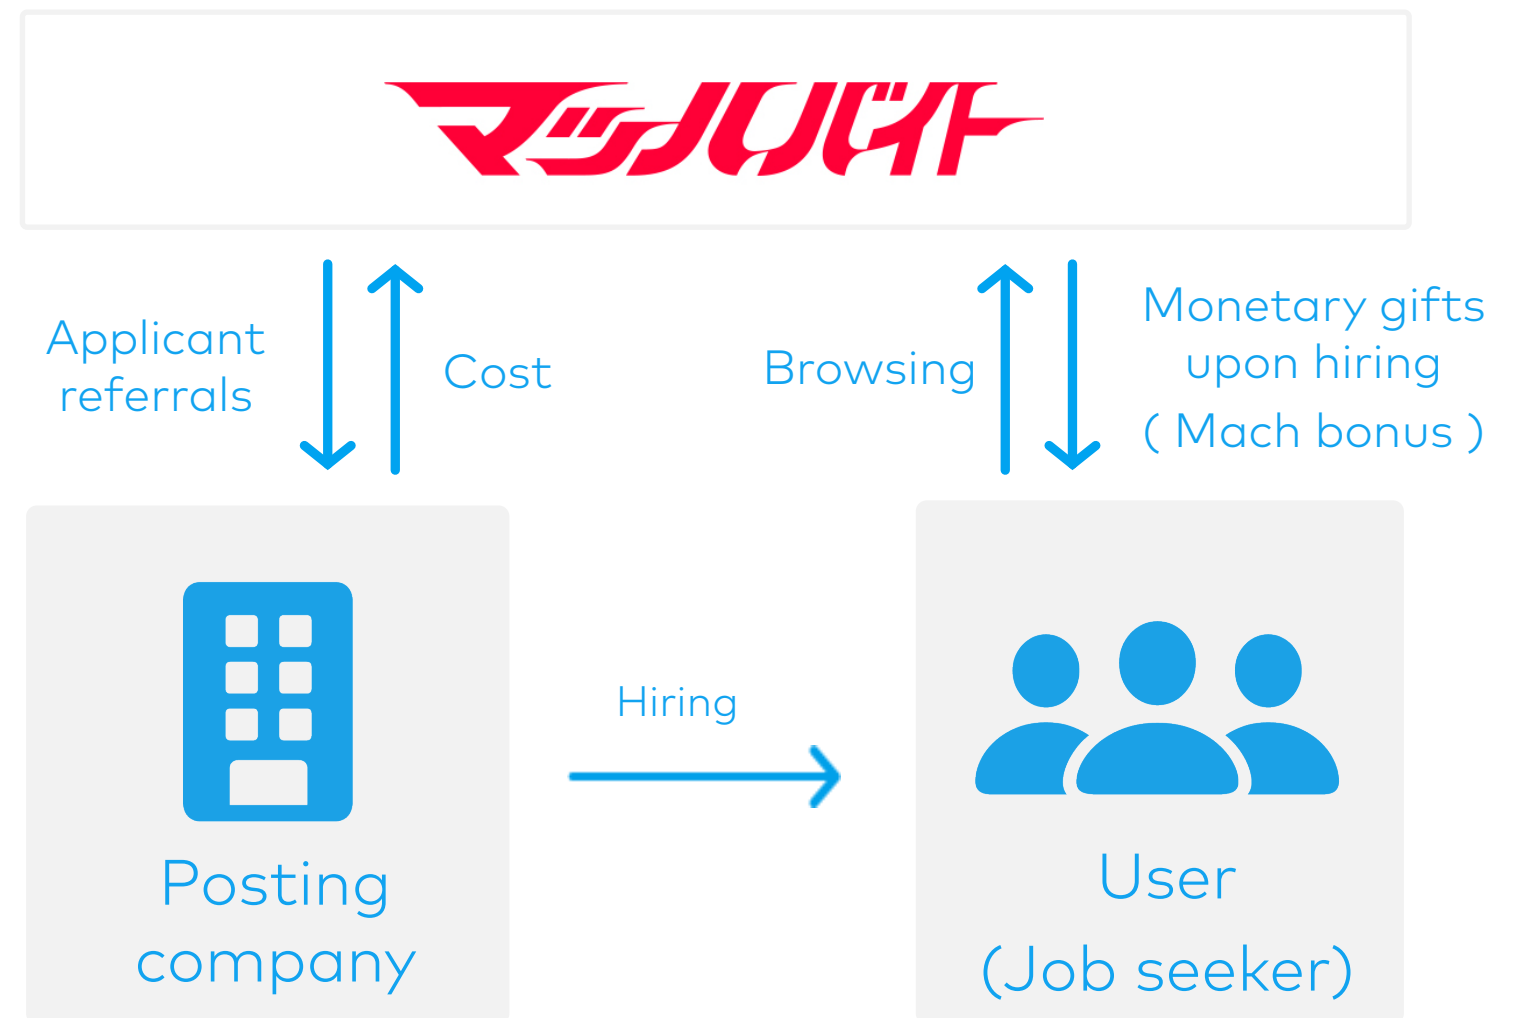 マッハバイト
Applicant
referrals
Cost
Browsing
Monetary gifts
upon hiring
( Mach bonus )
Hiring
Posting
company
User
(Job seeker)